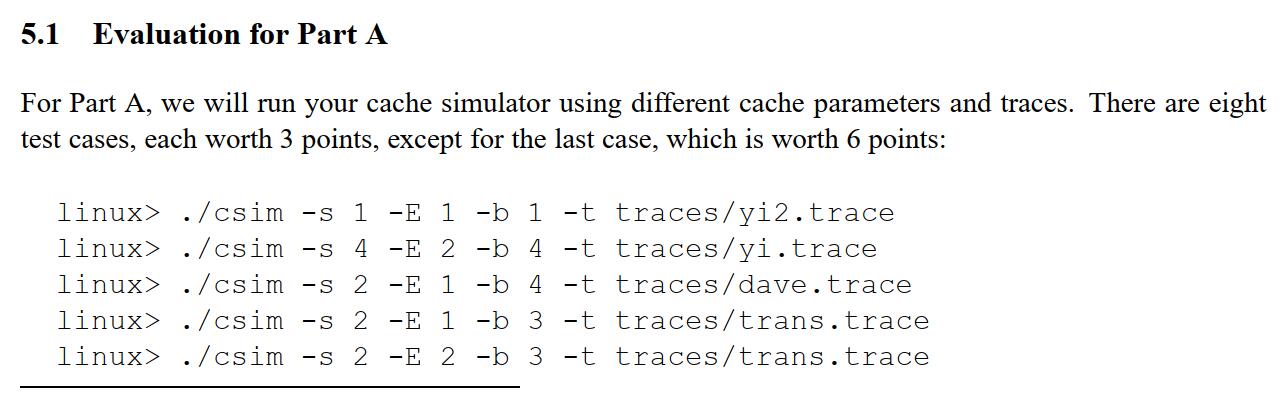 5.1 Evaluation for Part A
For Part A, we will run your cache simulator using different cache parameters and traces. There are eight
test cases, each worth 3 points, except for the last case, which is worth 6 points:
linux> ./csim -s 1 -E 1 -b 1 -t traces/yi2.trace
linux> ./csim -s 4 -E 2 -b 4 -t traces/yi.trace
linux> ./csim -s 2 -E 1 -b 4 -t traces/dave.trace
linux> ./csim -s 2 -E 1 -b 3 -t traces/trans.trace
linux> ./csim -s 2 -E 2 -b 3 -t traces/trans.trace